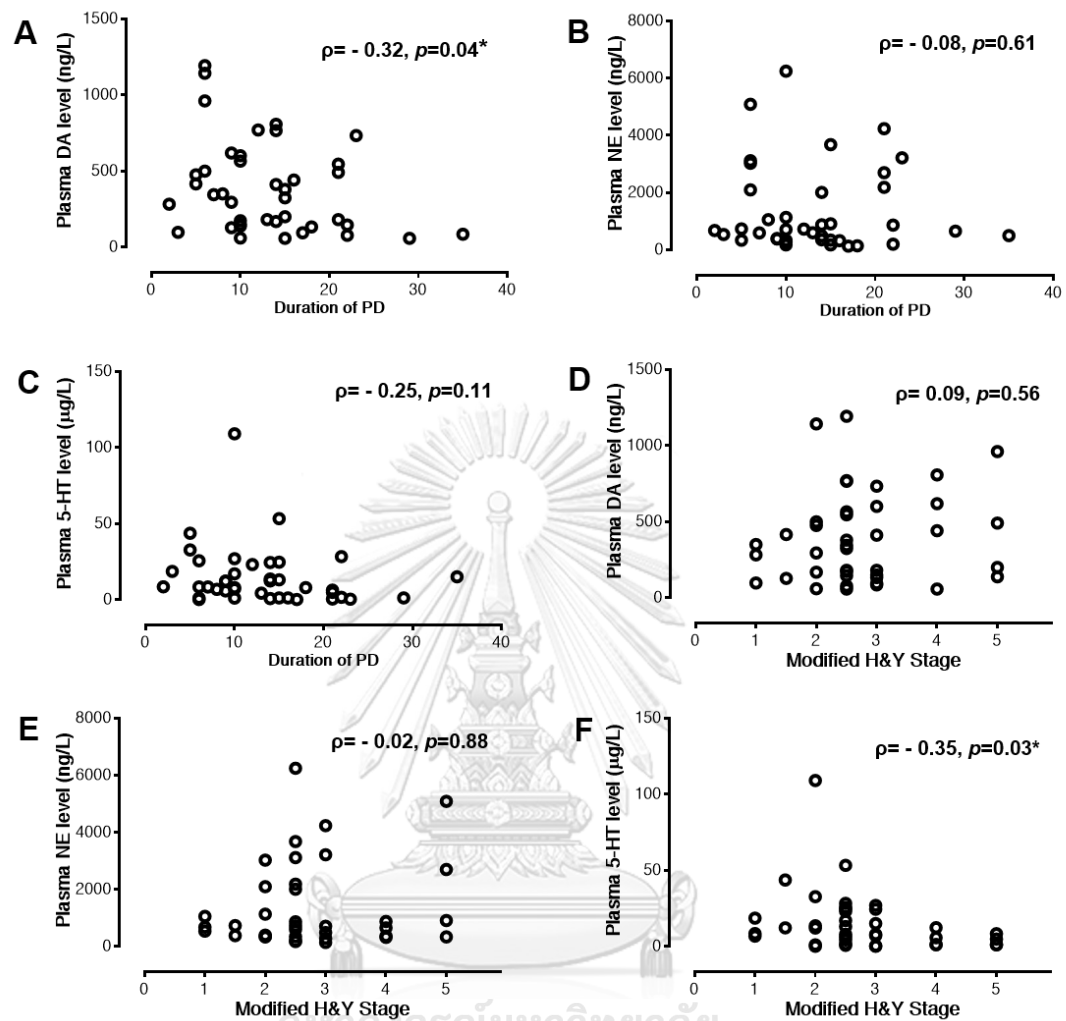 A
1500
1000
500
0
Plasma DA level (ng/L)
ρ= - 0.32, p=0.04*
0 10 20 30 40
Duration of PD
B
8000
6000
4000
2000
0
Plasma NE level (ng/L)
ρ= - 0.08, p=0.61
0 10 20 30 40
Duration of PD
C
150
100
50
0
Plasma 5-HT level (µg/L)
ρ= - 0.25, p=0.11
0 10 20 30 40
Duration of PD
D
1500
1000
500
0
Plasma DA level (ng/L)
ρ= 0.09, p=0.56
0 1 2 3 4 5
Modified H&Y Stage
E
8000
6000
4000
2000
0
Plasma NE level (ng/L)
ρ= - 0.02, p=0.88
0 1 2 3 4 5
Modified H&Y Stage
F
150
100
50
0
Plasma 5-HT level (µg/L)
ρ= - 0.35, p=0.03*
0 1 2 3 4 5
Modified H&Y Stage